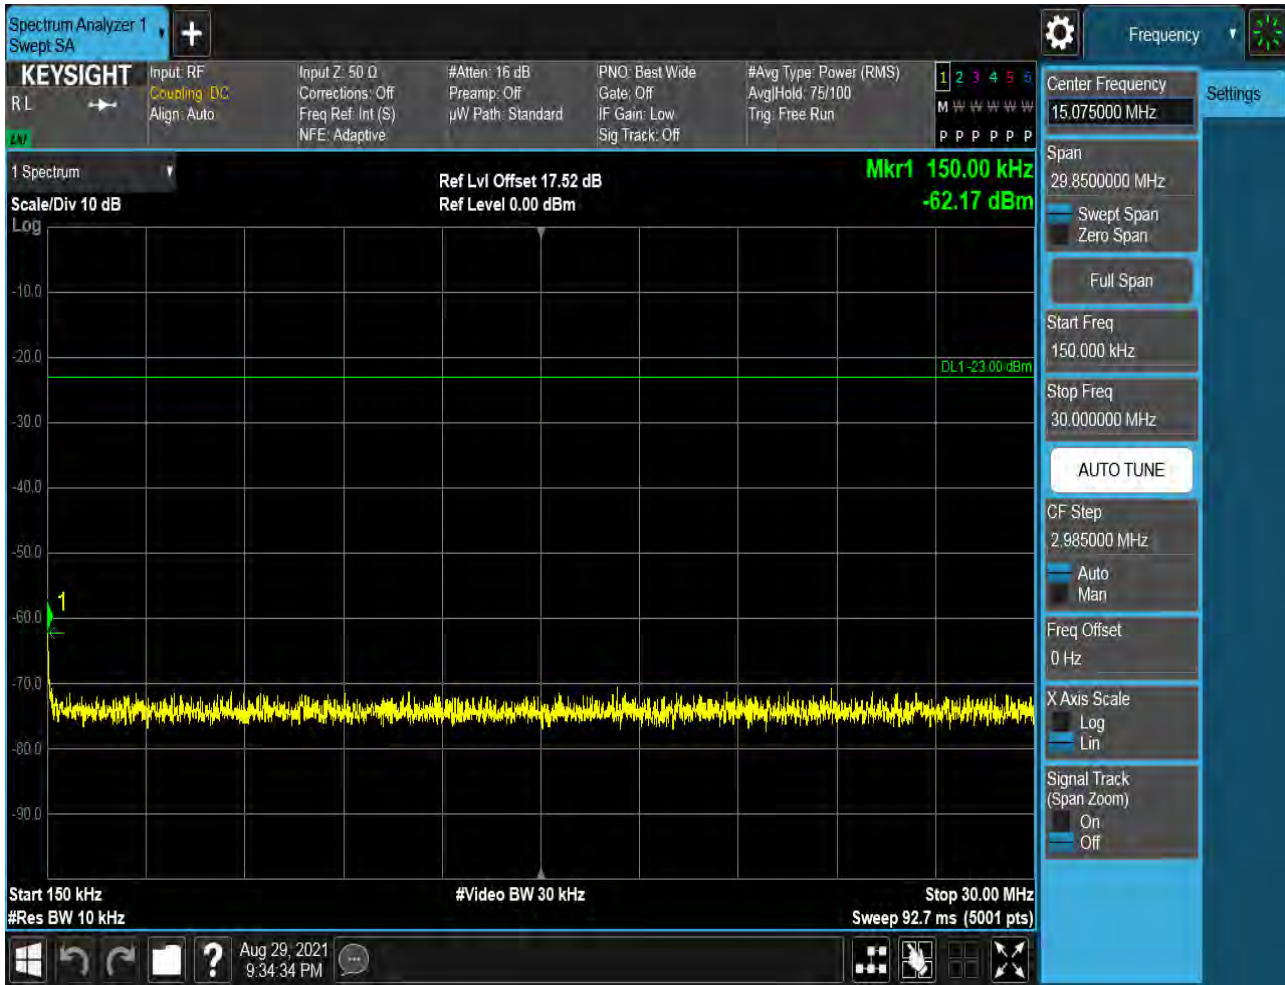 Spectrum Analyzer 1
Swept SA
Frequency
KEYSIGHT
R L
Input: RF
Coupling: DC
Align: Auto
Input Z: 50 Ω
Corrections: Off
Freq Ref: Int (S)
NFE: Adaptive
#Atten: 16 dB
Preamp: Off
µW Path: Standard
PNO: Best Wide
Gate: Off
IF Gain: Low
Sig Track: Off
#Avg Type: Power (RMS)
Avg|Hold: 75/100
Trig: Free Run
1 2 3 4 5 6
M W W W W W
P P P P P P
1 Spectrum
Scale/Div 10 dB
Log
Ref Lvl Offset 17.52 dB
Ref Level 0.00 dBm
Mkr1 150.00 kHz
-62.17 dBm
-10.0
-20.0
DL1 -23.00 dBm
-30.0
-40.0
-50.0
1
-60.0
-70.0
-80.0
-90.0
Start 150 kHz
#Res BW 10 kHz
#Video BW 30 kHz
Stop 30.00 MHz
Sweep 92.7 ms (5001 pts)
?
Aug 29, 2021
9:34:34 PM
Center Frequency
15.075000 MHz
Settings
Span
29.8500000 MHz
Swept Span
Zero Span
Full Span
Start Freq
150.000 kHz
Stop Freq
30.000000 MHz
AUTO TUNE
CF Step
2.985000 MHz
Auto
Man
Freq Offset
0 Hz
X Axis Scale
Log
Lin
Signal Track
(Span Zoom)
On
Off